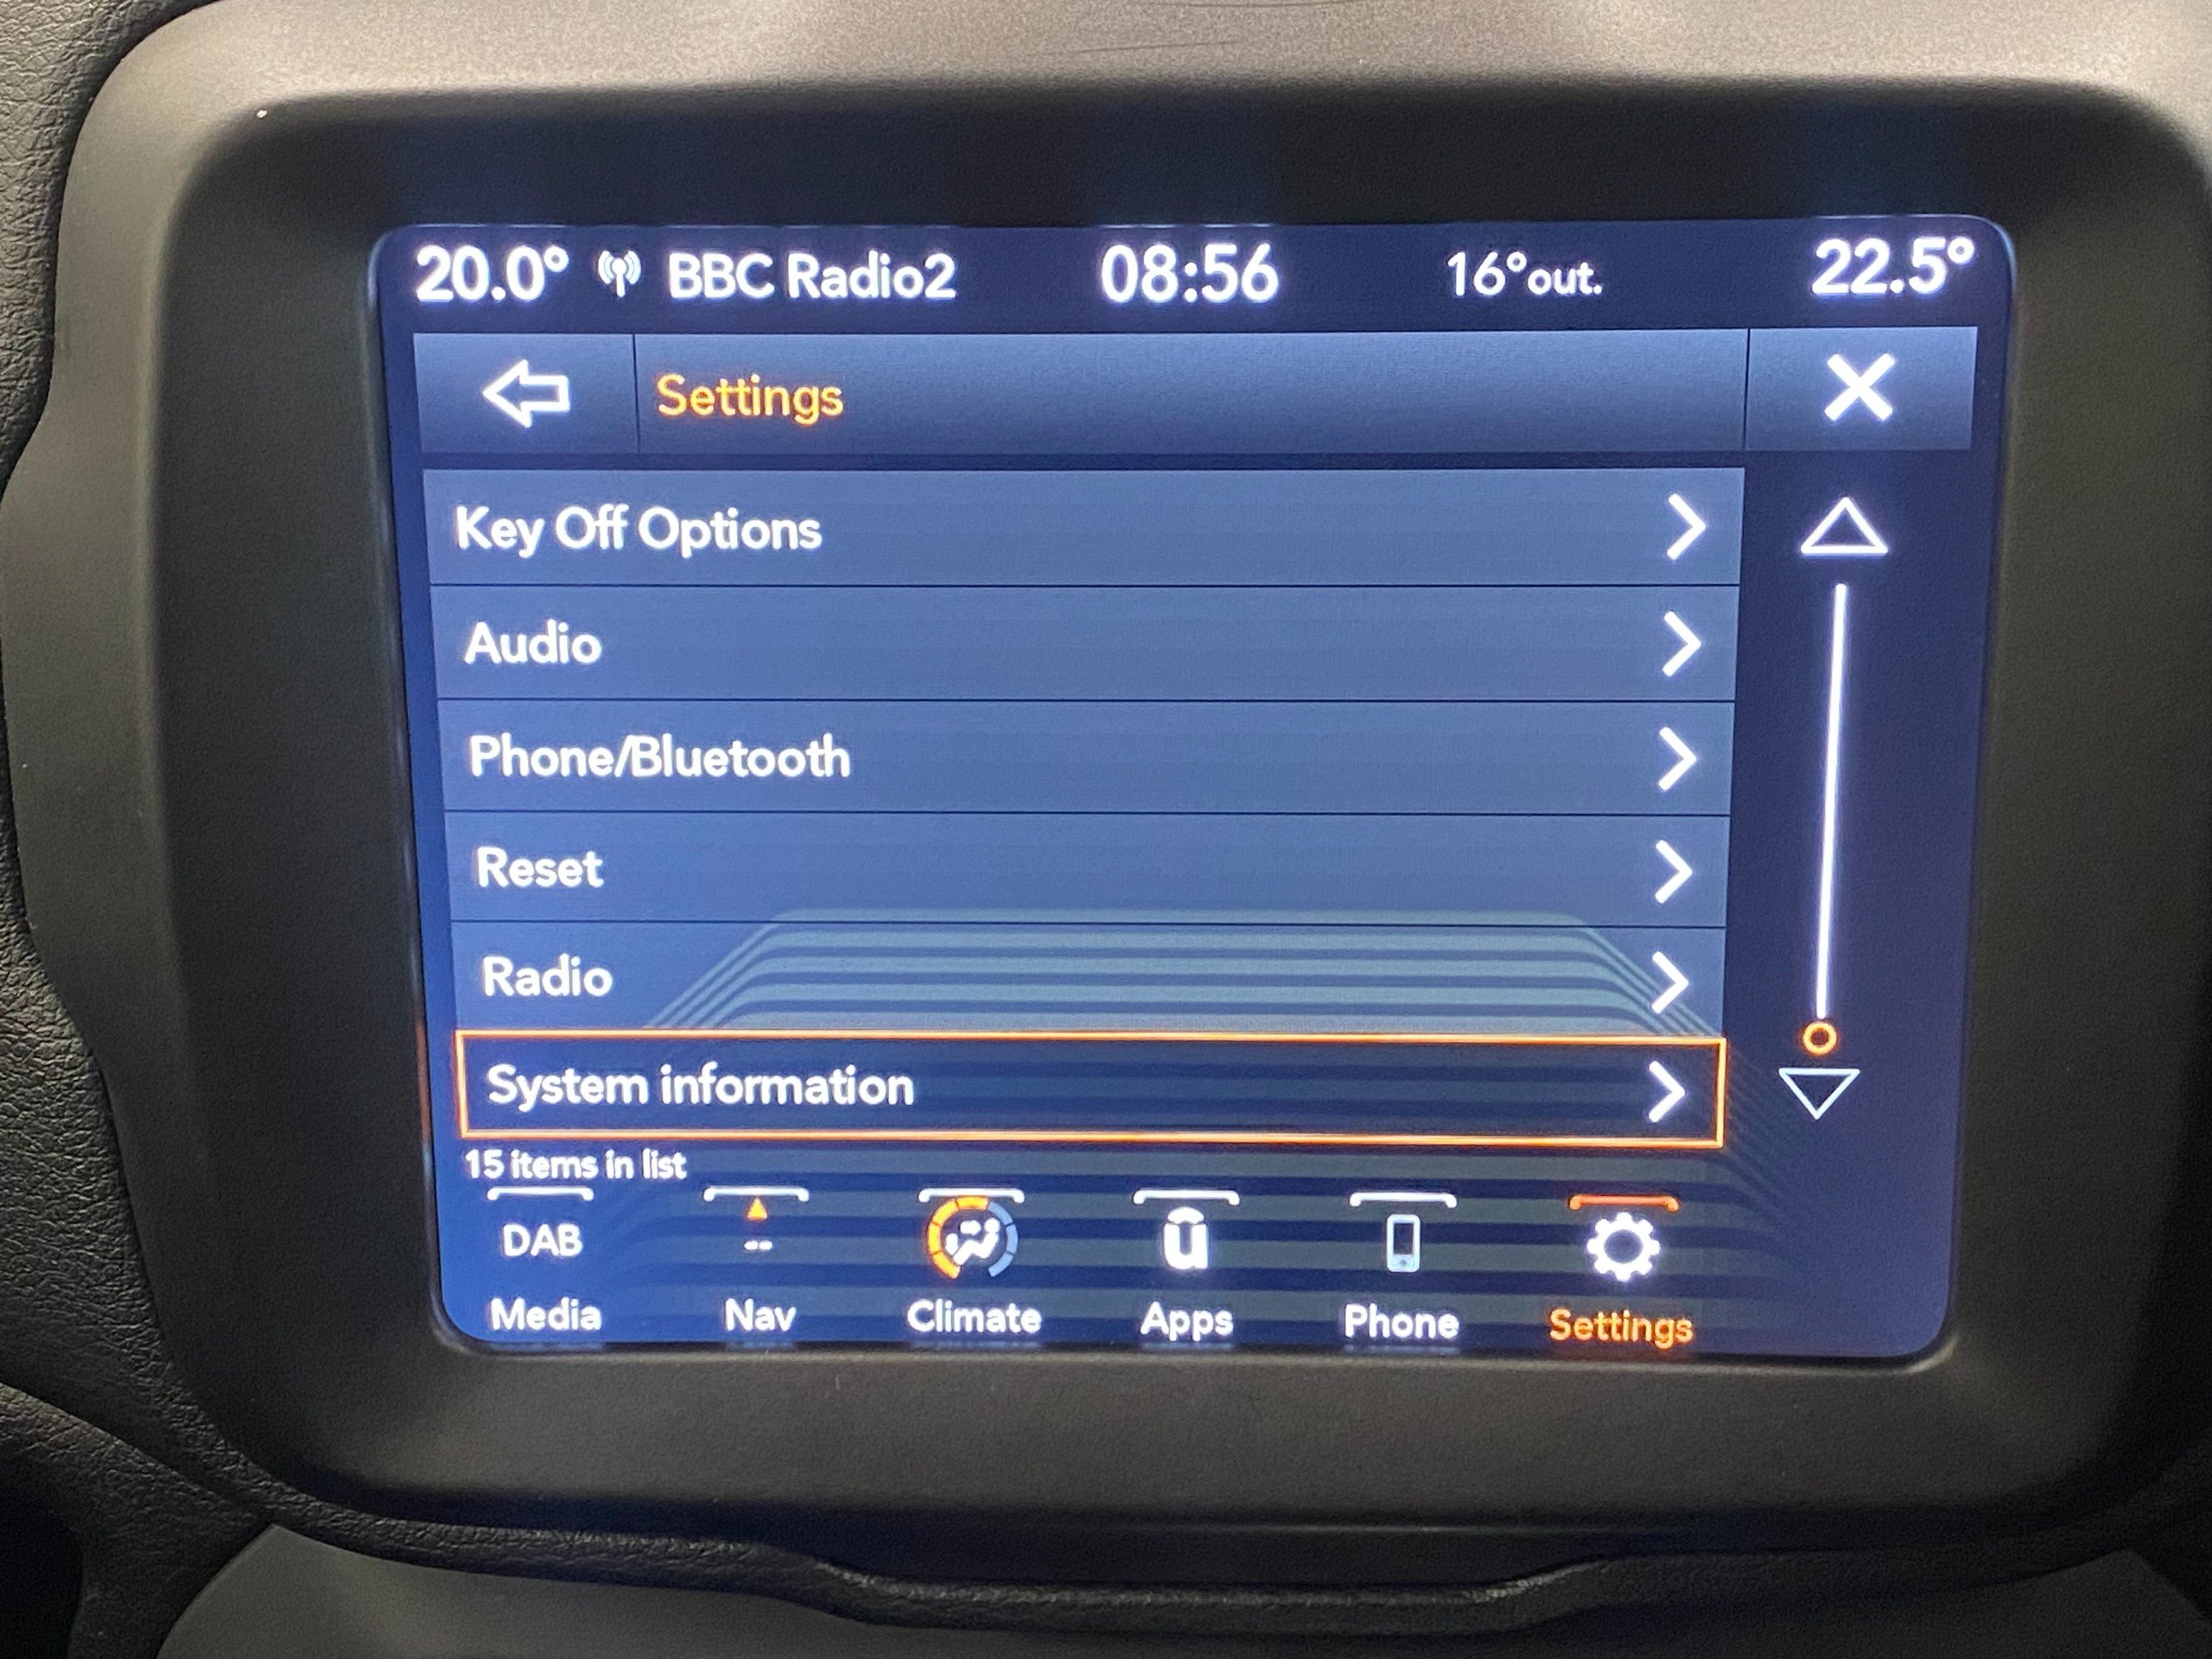 20.0° BBC Radio2 08:56 16°out. 22.5°
Settings
Key Off Options
Audio
Phone/Bluetooth
Reset
Radio
System information
15 items in list
DAB -- ū
Media Nav Climate Apps Phone Settings